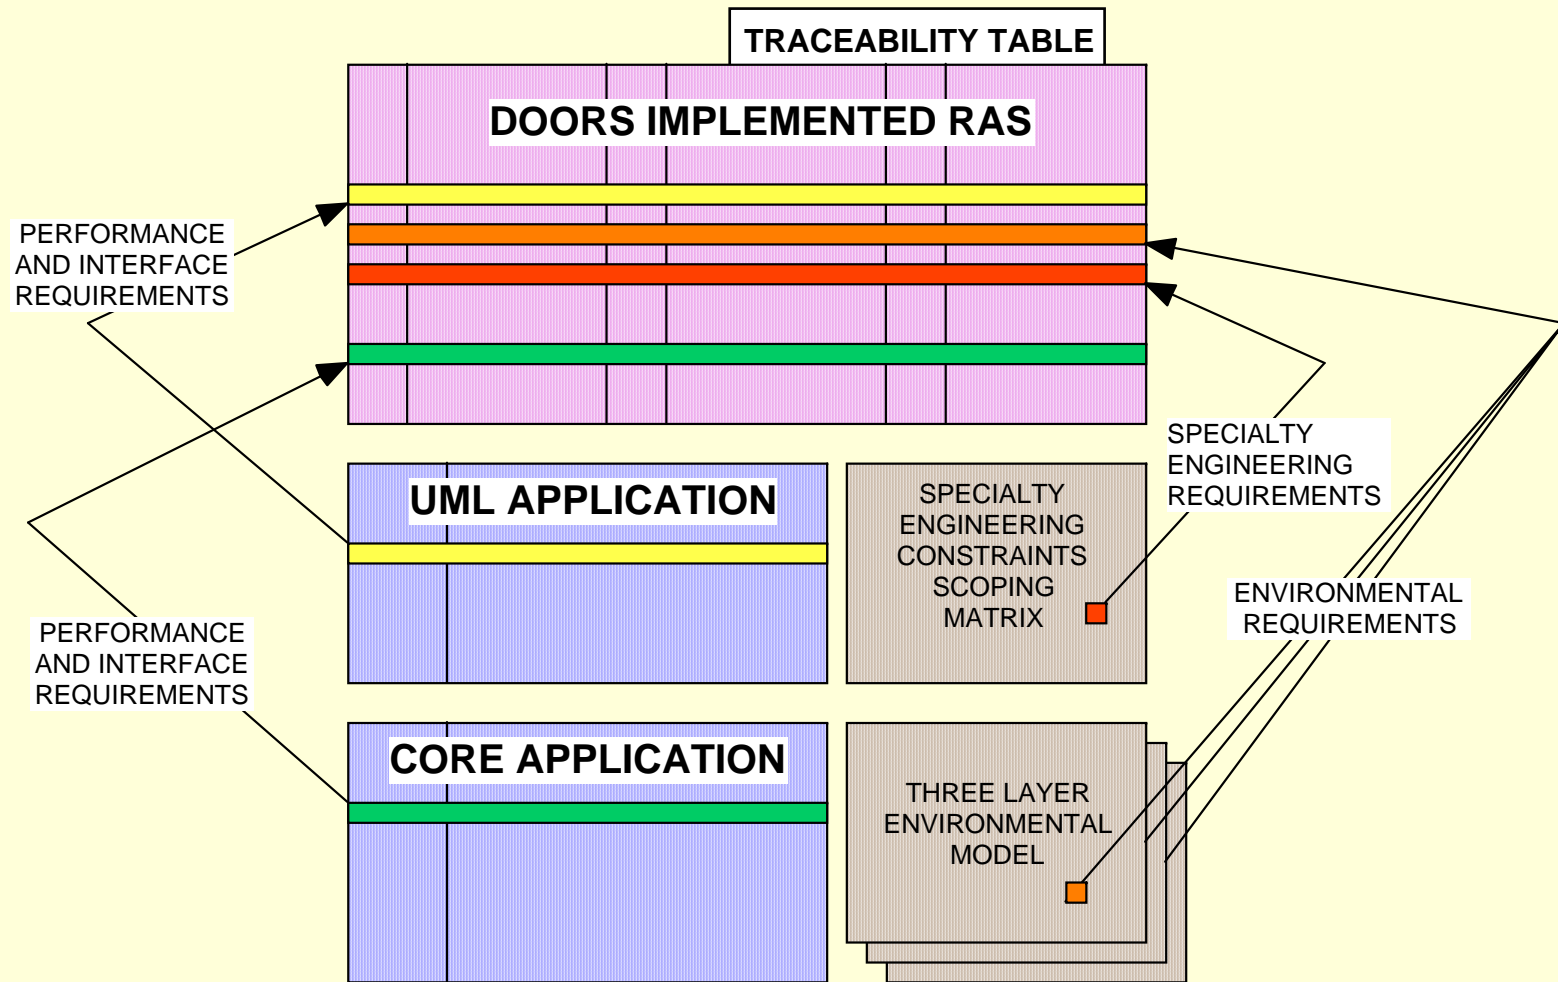 TRACEABILITY TABLE
DOORS IMPLEMENTED RAS
PERFORMANCE
AND INTERFACE
REQUIREMENTS
SPECIALTY
ENGINEERING
REQUIREMENTS
UML APPLICATION
SPECIALTY
ENGINEERING
CONSTRAINTS
SCOPING
MATRIX
ENVIRONMENTAL
REQUIREMENTS
PERFORMANCE
AND INTERFACE
REQUIREMENTS
CORE APPLICATION
THREE LAYER
ENVIRONMENTAL
MODEL